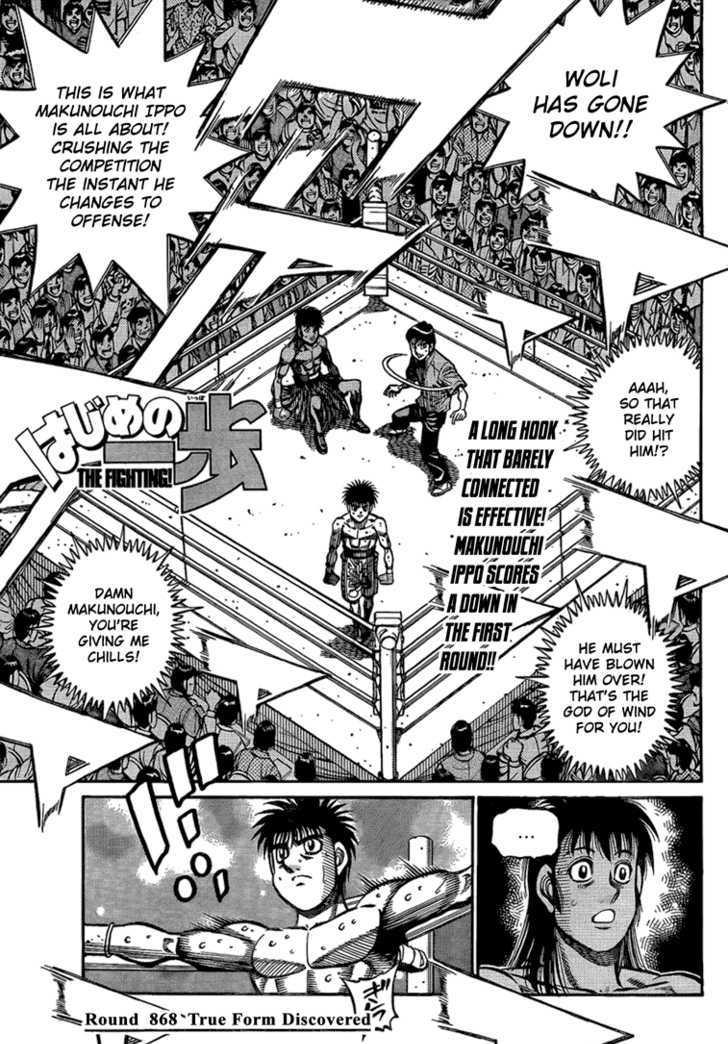 WOLI
HAS GONE
DOWN!!
THIS IS WHAT
MAKUNOUCHI IPPO
IS ALL ABOUT!
CRUSHING THE
COMPETITION
THE INSTANT HE
CHANGES TO
OFFENSE!
AAAH,
SO THAT
REALLY
DID HIT
HIM!?
いっぽ
はじめの一歩
THE FIGHTING!
A LONG HOOK
THAT BARELY
CONNECTED
IS EFFECTIVE!
MAKUNOUCHI
IPPO SCORES
A DOWN IN
THE FIRST
ROUND!!
DAMN
MAKUNOUCHI,
YOU'RE
GIVING ME
CHILLS!
HE MUST
HAVE BLOWN
HIM OVER!
THAT'S THE
GOD OF WIND
FOR YOU!
...
Round 868 `True Form Discovered